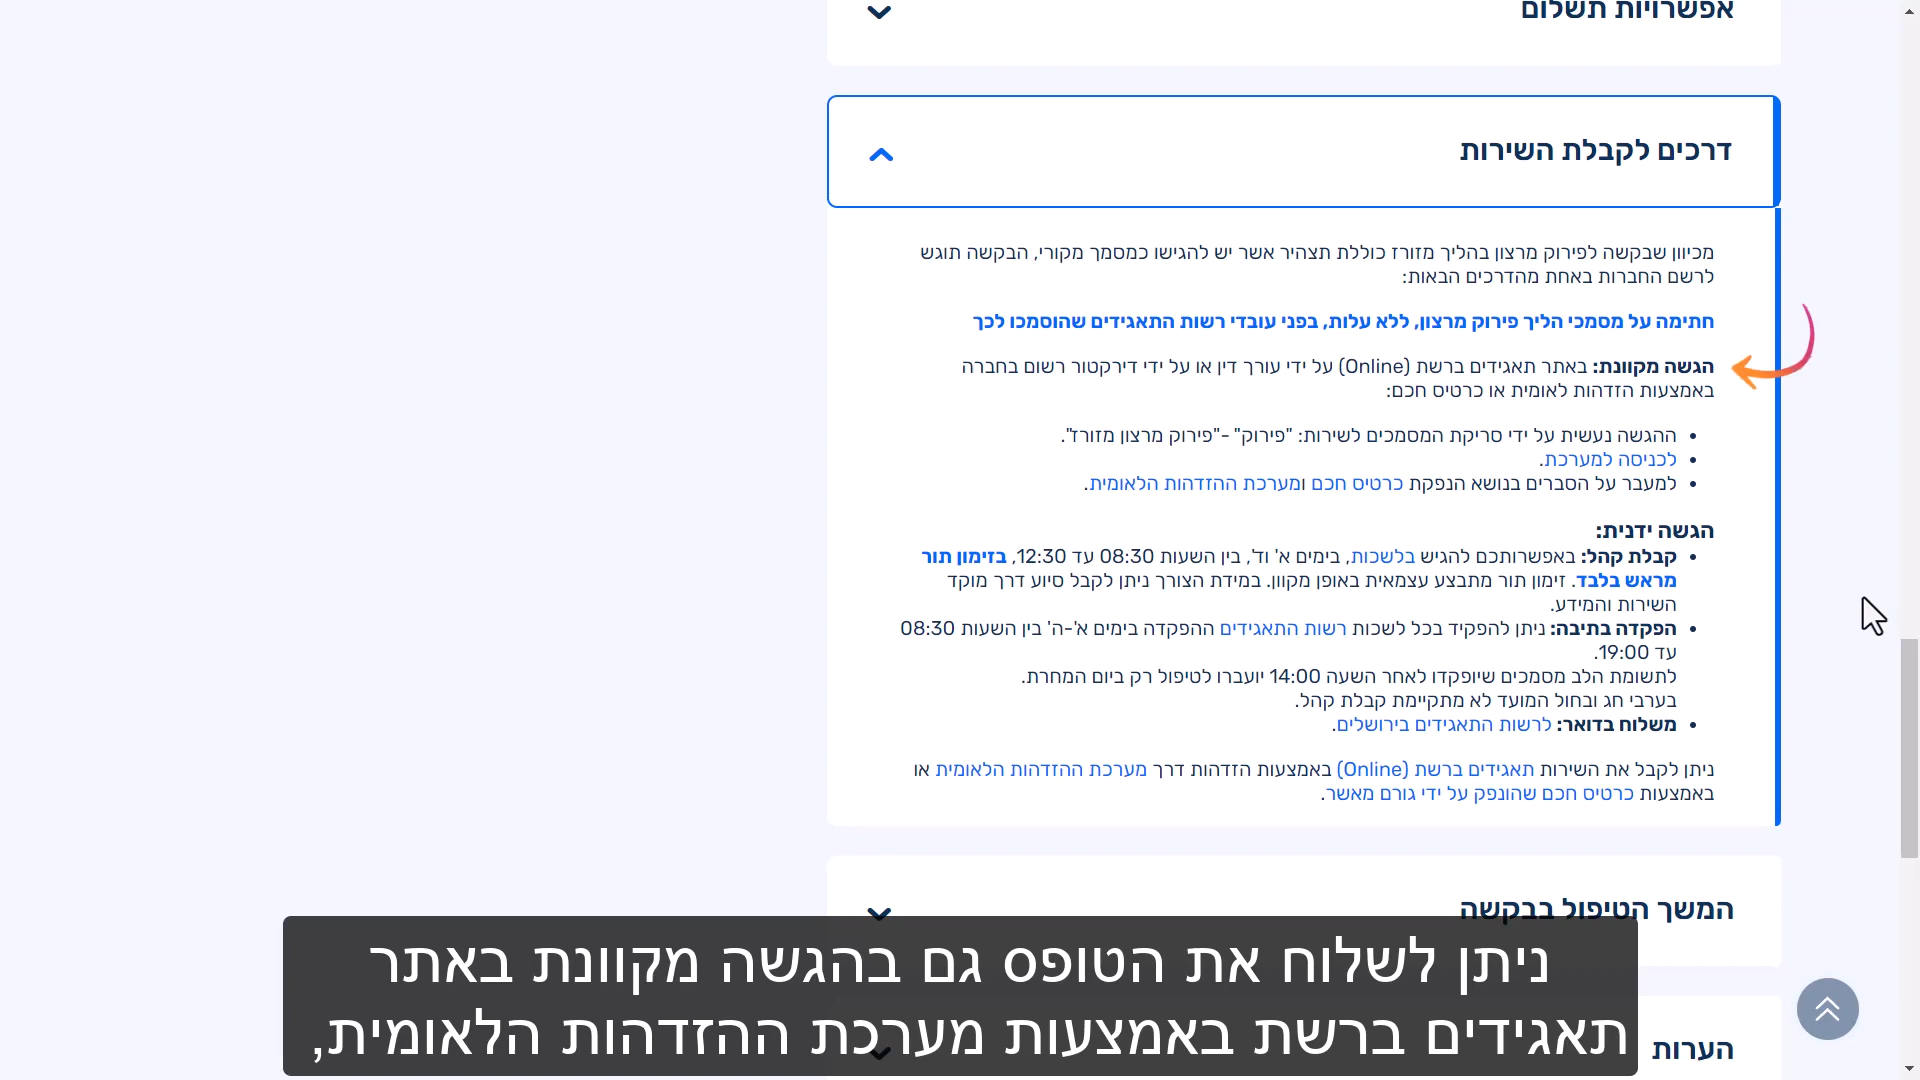 אפשרויות תשלום
דרכים לקבלת השירות
מכיוון שבקשה לפירוק מרצון בהליך מזורז כוללת תצהיר אשר יש להגישו כמסמך מקורי, הבקשה תוגש
לרשם החברות באחת מהדרכים הבאות:
חתימה על מסמכי הליך פירוק מרצון, ללא עלות, בפני עובדי רשות התאגידים שהוסמכו לכך
הגשה מקוונת: באתר תאגידים ברשת (Online) על ידי עורך דין או על ידי דירקטור רשום בחברה
באמצעות הזדהות לאומית או כרטיס חכם:
• ההגשה נעשית על ידי סריקת המסמכים לשירות: "פירוק" -"פירוק מרצון מזורז".
• לכניסה למערכת.
• למעבר על הסברים בנושא הנפקת כרטיס חכם ומערכת ההזדהות הלאומית.
הגשה ידנית:
• קבלת קהל: באפשרותכם להגיש בלשכות, בימים א' וד', בין השעות 08:30 עד 12:30, בזימון תור
מראש בלבד. זימון תור מתבצע עצמאית באופן מקוון. במידת הצורך ניתן לקבל סיוע דרך מוקד
השירות והמידע.
• הפקדה בתיבה: ניתן להפקיד בכל לשכות רשות התאגידים ההפקדה בימים א'-ה' בין השעות 08:30
עד 19:00.
לתשומת הלב מסמכים שיופקדו לאחר השעה 14:00 יועברו לטיפול רק ביום המחרת.
בערבי חג ובחול המועד לא מתקיימת קבלת קהל.
• משלוח בדואר: לרשות התאגידים בירושלים.
ניתן לקבל את השירות תאגידים ברשת (Online) באמצעות הזדהות דרך מערכת ההזדהות הלאומית או
באמצעות כרטיס חכם שהונפק על ידי גורם מאשר.
המשך הטיפול בבקשה
ניתן לשלוח את הטופס גם בהגשה מקוונת באתר
תאגידים ברשת באמצעות מערכת ההזדהות הלאומית,
הערות